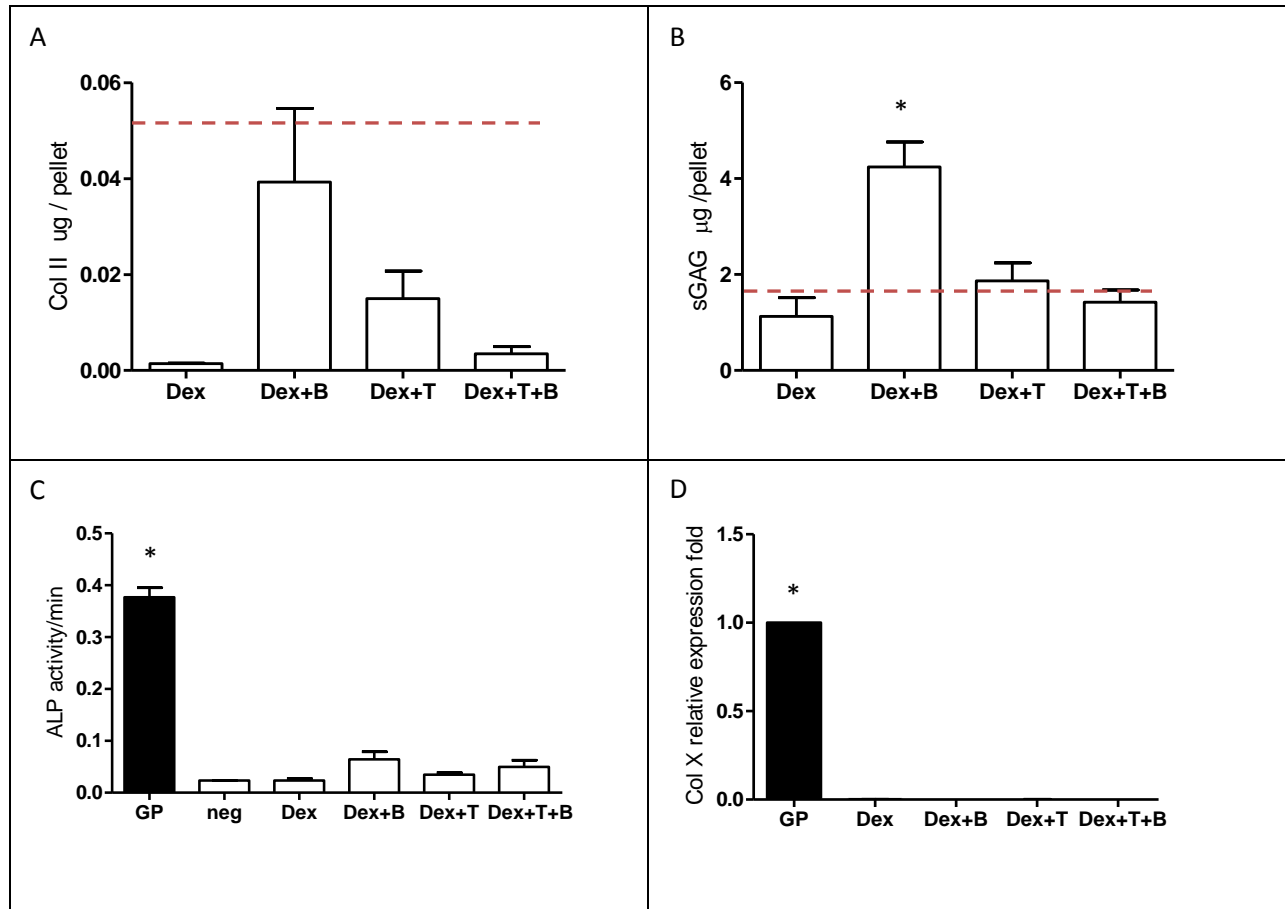 A
Col II ug / pellet
0.06
0.04
0.02
0.00
Dex Dex+B Dex+T Dex+T+B
B
sGAG µg /pellet
6
4
2
0
*
Dex Dex+B Dex+T Dex+T+B
C
ALP activity/min
0.5
0.4
0.3
0.2
0.1
0.0
*
GP neg Dex Dex+B Dex+T Dex+T+B
D
Col X relative expression fold
1.5
1.0
0.5
0.0
*
GP Dex Dex+B Dex+T Dex+T+B